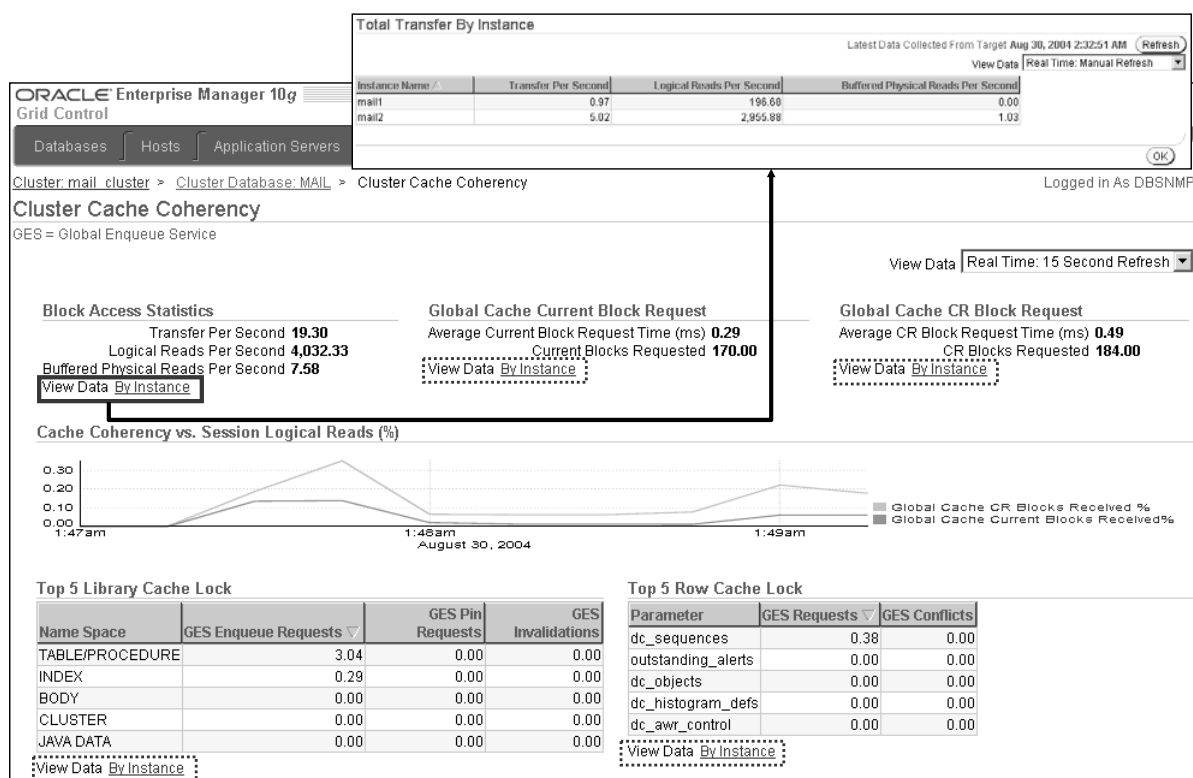 Total Transfer By Instance
Latest Data Collected From Target Aug 30, 2004 2:32:51 AM Refresh
View Data Real Time: Manual Refresh
Instance Name Transfer Per Second Logical Reads Per Second Buffered Physical Reads Per Second
mail1 0.97 196.60 0.00
mail2 5.02 2,955.88 1.03
OK
ORACLE Enterprise Manager 10g
Grid Control
Databases Hosts Application Servers
Cluster: mail_cluster > Cluster Database: MAIL > Cluster Cache Coherency Logged in As DBSNMP
Cluster Cache Coherency
GES = Global Enqueue Service
View Data Real Time: 15 Second Refresh
Block Access Statistics
Transfer Per Second 19.30
Logical Reads Per Second 4,032.33
Buffered Physical Reads Per Second 7.58
View Data By Instance
Global Cache Current Block Request
Average Current Block Request Time (ms) 0.29
Current Blocks Requested 170.00
View Data By Instance
Global Cache CR Block Request
Average CR Block Request Time (ms) 0.49
CR Blocks Requested 184.00
View Data By Instance
Cache Coherency vs. Session Logical Reads (%)
0.30
0.20
0.10
0.00
1:47am 1:48am 1:49am
August 30, 2004
Global Cache CR Blocks Received %
Global Cache Current Blocks Received%
Top 5 Library Cache Lock
Name Space GES Enqueue Requests GES Pin Requests GES Invalidations
TABLE/PROCEDURE 3.04 0.00 0.00
INDEX 0.29 0.00 0.00
BODY 0.00 0.00 0.00
CLUSTER 0.00 0.00 0.00
JAVA DATA 0.00 0.00 0.00
View Data By Instance
Top 5 Row Cache Lock
Parameter GES Requests GES Conflicts
dc_sequences 0.38 0.00
outstanding_alerts 0.00 0.00
dc_objects 0.00 0.00
dc_histogram_defs 0.00 0.00
dc_awr_control 0.00 0.00
View Data By Instance